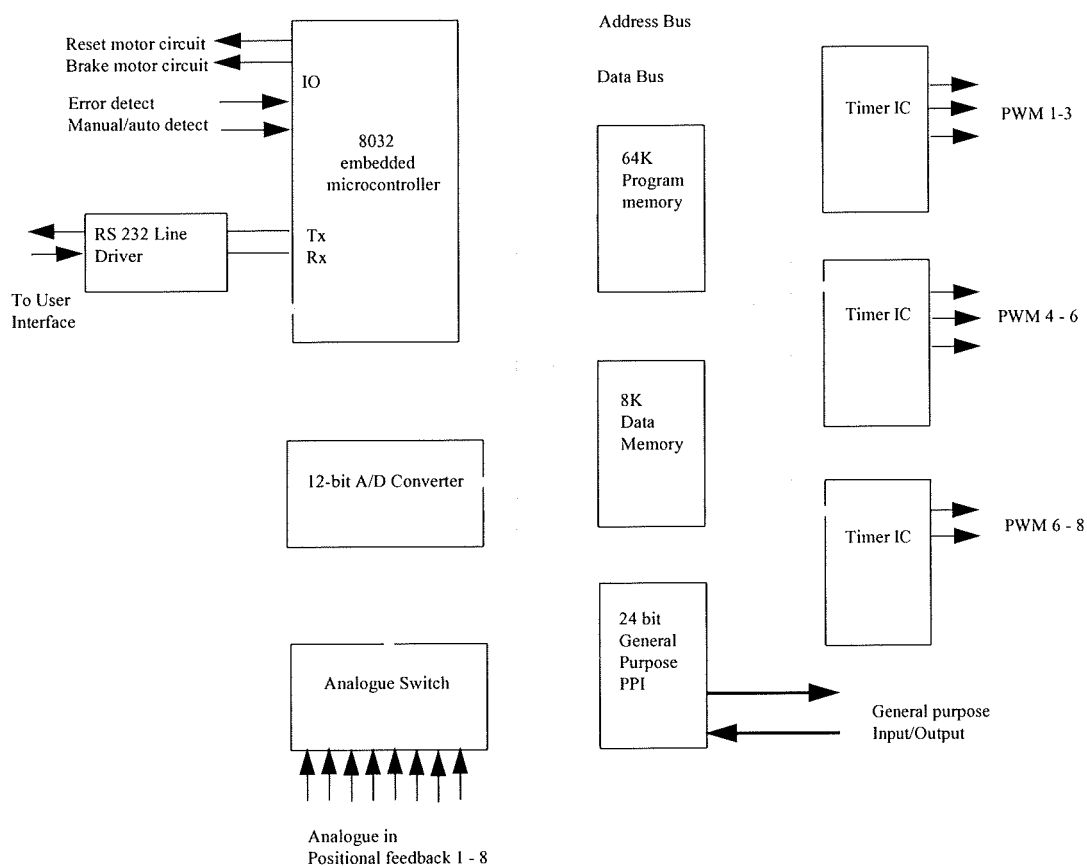 Reset motor circuit
Brake motor circuit
IO
Error detect
Manual/auto detect
8032
embedded
microcontroller
RS 232 Line
Driver
Tx
Rx
To User
Interface
Address Bus
Data Bus
64K
Program
memory
Timer IC
PWM 1-3
Timer IC
PWM 4 - 6
8K
Data
Memory
12-bit A/D Converter
Timer IC
PWM 6 - 8
24 bit
General
Purpose
PPI
Analogue Switch
General purpose
Input/Output
Analogue in
Positional feedback 1 - 8